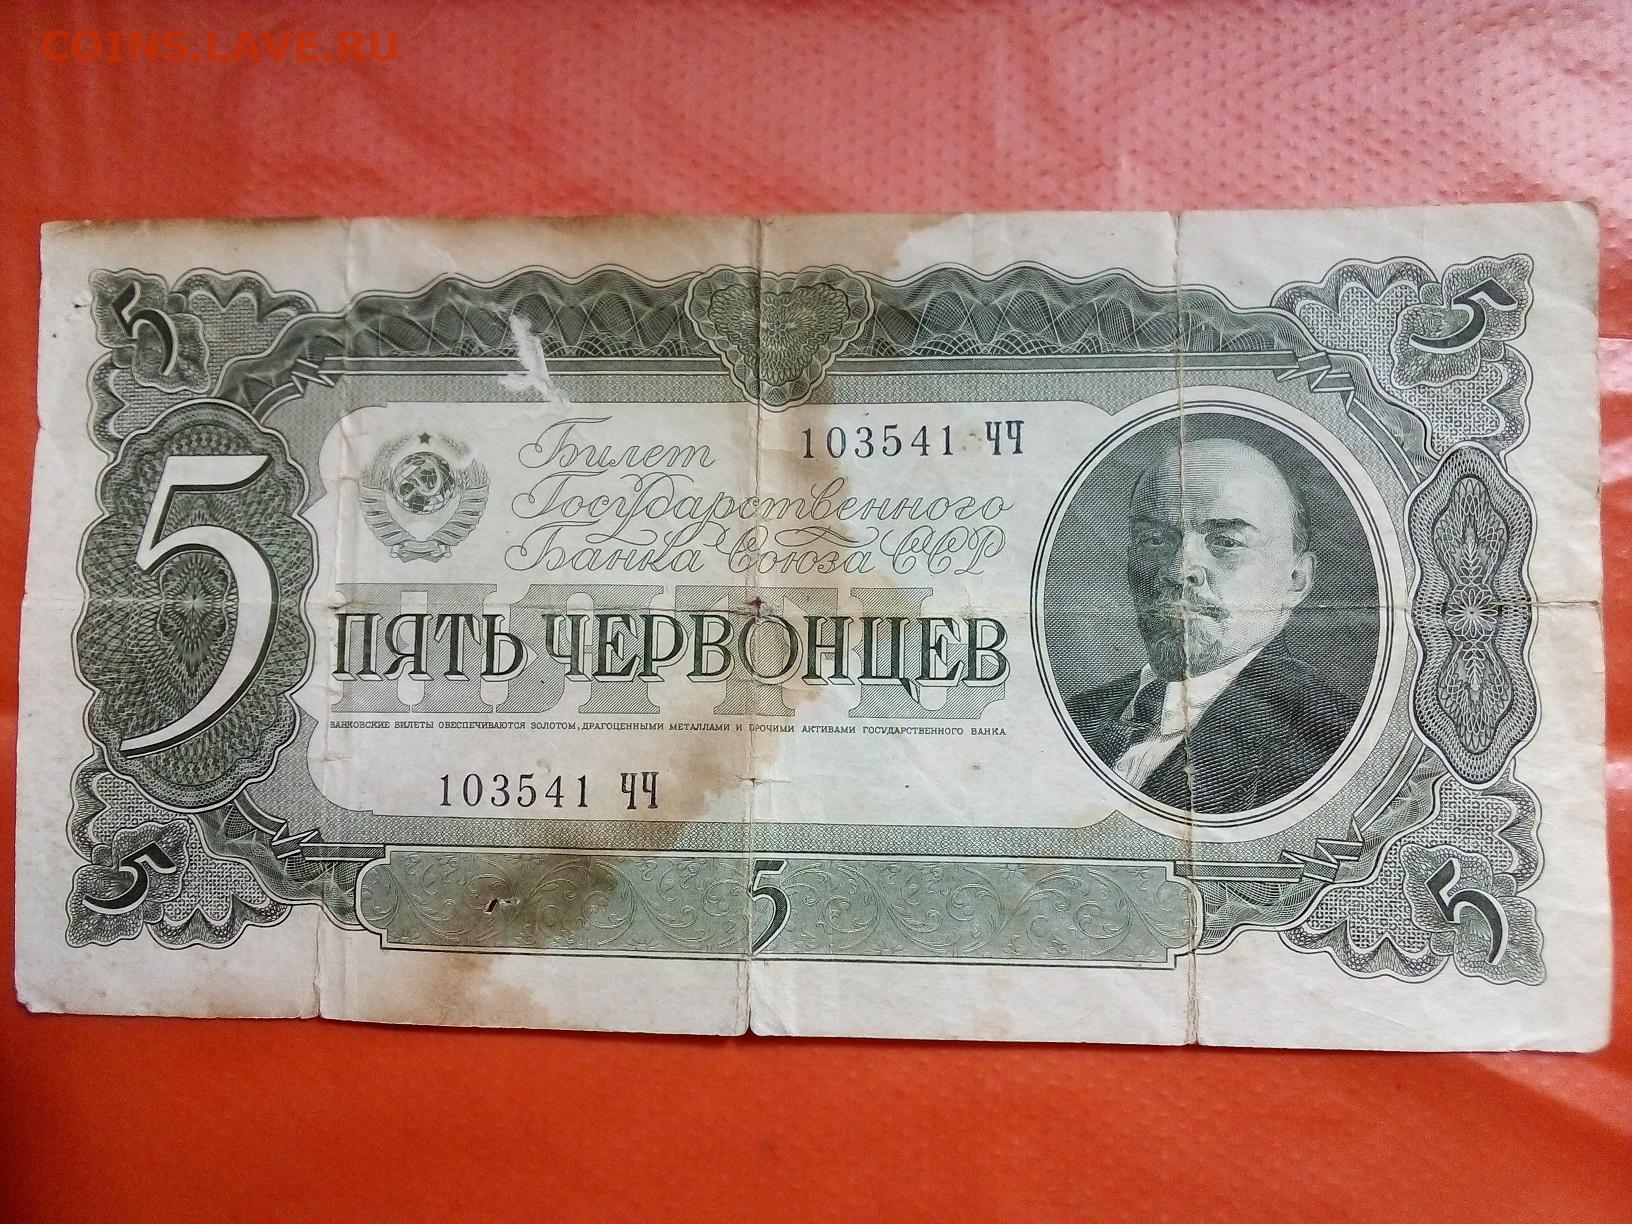 COINS.LAVE.RU
5 5
Билет 103541 ЧЧ
Государственного
Банка Союза ССР
5
ПЯТЬ
ПЯТЬ ЧЕРВОНЦЕВ
БАНКОВСКИЕ БИЛЕТЫ ОБЕСПЕЧИВАЮТСЯ ЗОЛОТОМ, ДРАГОЦЕННЫМИ МЕТАЛЛАМИ И ПРОЧИМИ АКТИВАМИ ГОСУДАРСТВЕННОГО БАНКА
103541 ЧЧ
5 5 5